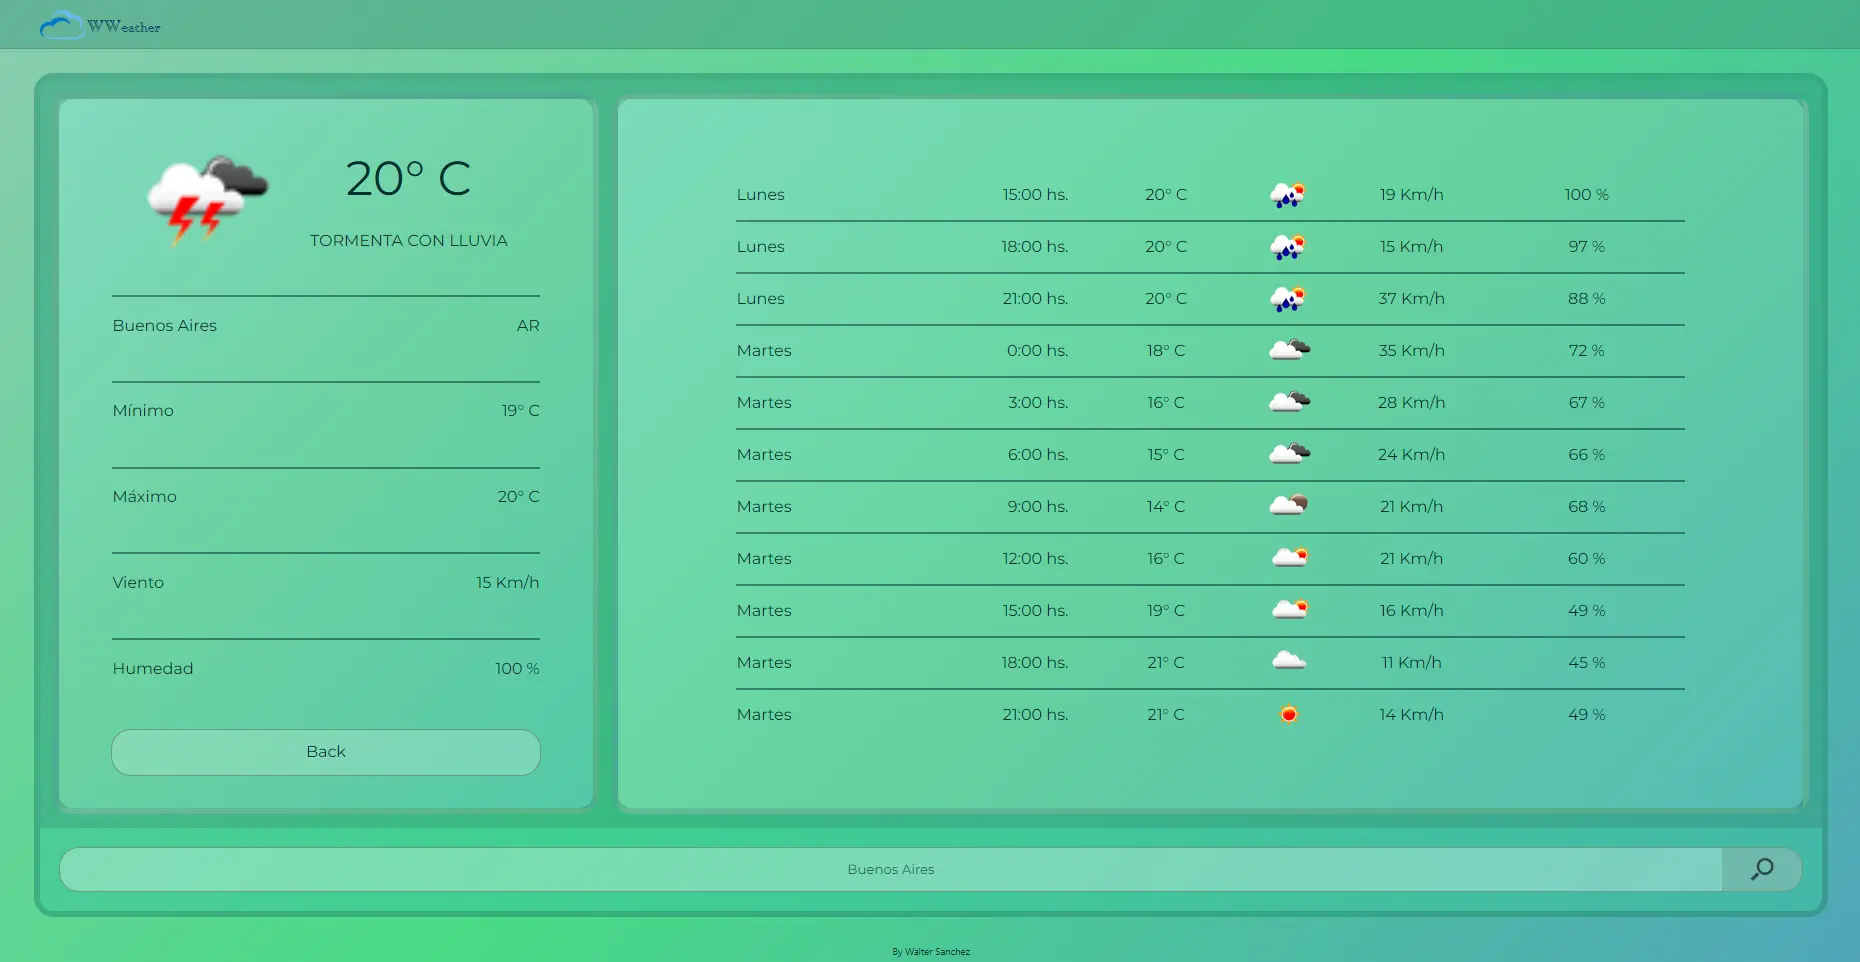 WWeather
20° C
TORMENTA CON LLUVIA
Buenos Aires AR
Mínimo 19° C
Máximo 20° C
Viento 15 Km/h
Humedad 100 %
Back
Lunes 15:00 hs. 20° C 19 Km/h 100 %
Lunes 18:00 hs. 20° C 15 Km/h 97 %
Lunes 21:00 hs. 20° C 37 Km/h 88 %
Martes 0:00 hs. 18° C 35 Km/h 72 %
Martes 3:00 hs. 16° C 28 Km/h 67 %
Martes 6:00 hs. 15° C 24 Km/h 66 %
Martes 9:00 hs. 14° C 21 Km/h 68 %
Martes 12:00 hs. 16° C 21 Km/h 60 %
Martes 15:00 hs. 19° C 16 Km/h 49 %
Martes 18:00 hs. 21° C 11 Km/h 45 %
Martes 21:00 hs. 21° C 14 Km/h 49 %
Buenos Aires
By Walter Sanchez